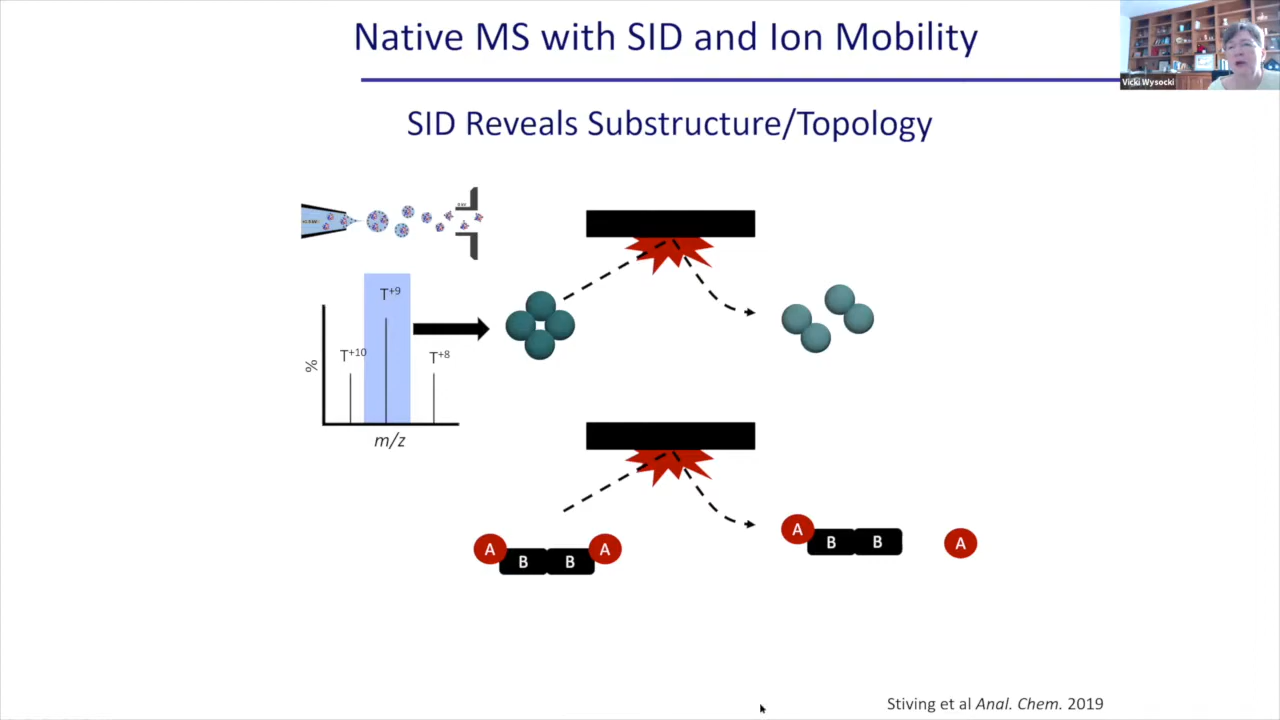 Native MS with SID and Ion Mobility
Vicki Wysocki
SID Reveals Substructure/Topology
T+9
T+10
T+8
%
m/z
A
B
B
A
A
B
B
A
Stiving et al Anal. Chem. 2019